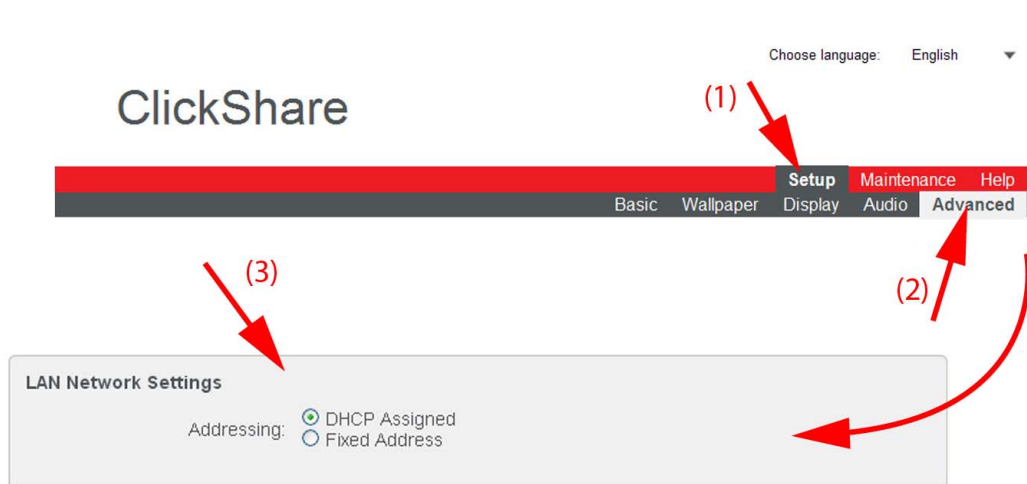 Choose language: English
(1)
ClickShare
Setup Maintenance Help
Basic Wallpaper Display Audio Advanced
(3)
(2)
LAN Network Settings
Addressing: DHCP Assigned
Fixed Address